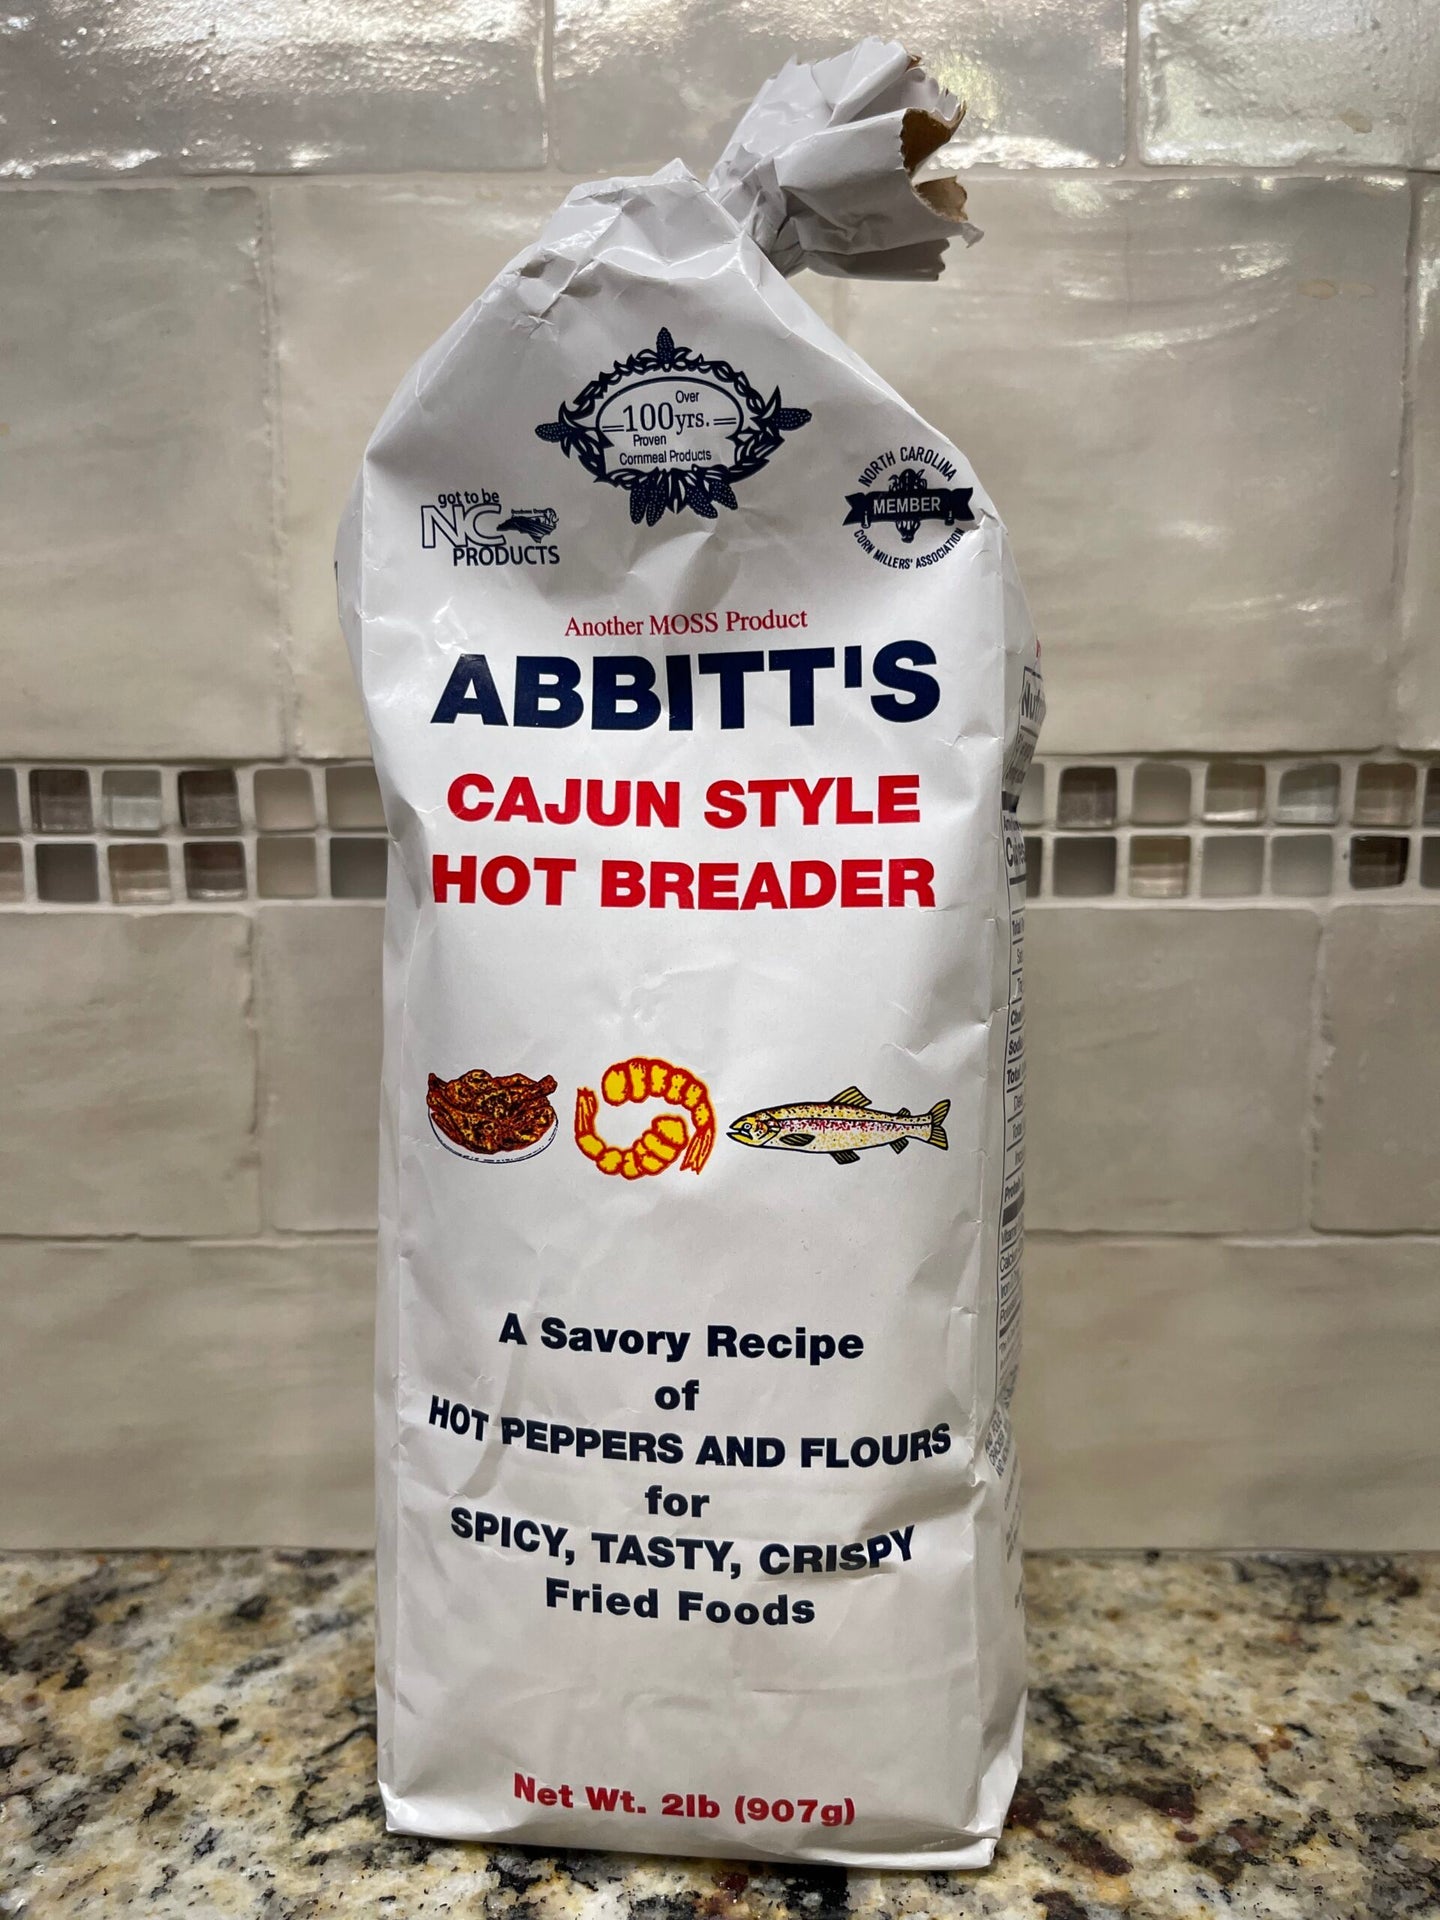 Over
100yrs.
Proven
Cornmeal Products
got to be
NC
PRODUCTS
NORTH CAROLINA
MEMBER
CORN MILLERS' ASSOCIATION
Another MOSS Product
ABBITT'S
CAJUN STYLE
HOT BREADER
A Savory Recipe
of
HOT PEPPERS AND FLOURS
for
SPICY, TASTY, CRISPY
Fried Foods
Net Wt. 2lb (907g)